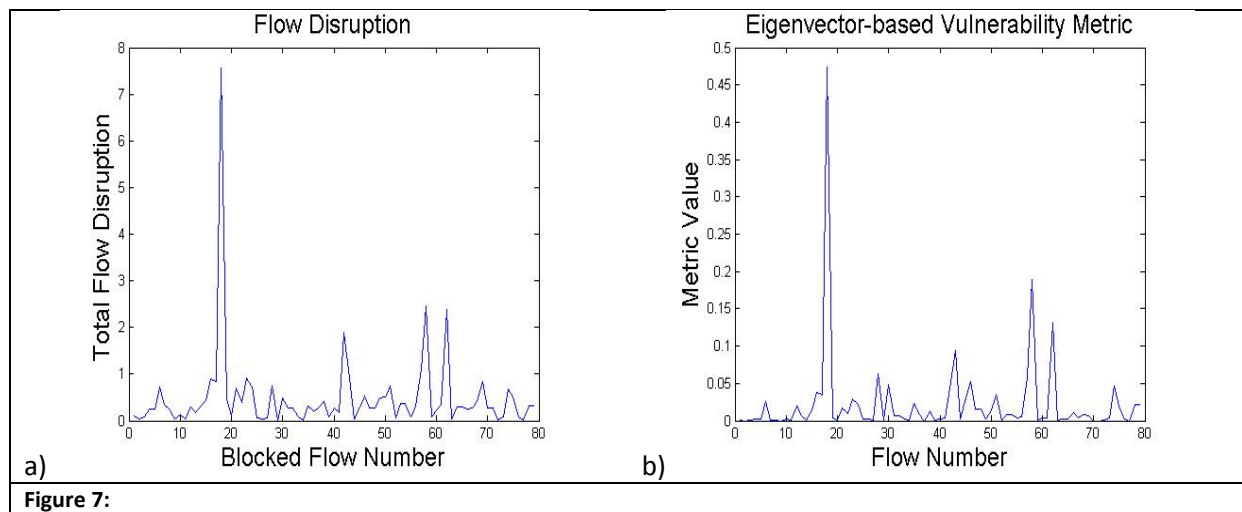 Flow Disruption
8
7
6
5
4
3
2
1
0
0 10 20 30 40 50 60 70 80
Total Flow Disruption
Blocked Flow Number
a)
Eigenvector-based Vulnerability Metric
0.5
0.45
0.4
0.35
0.3
0.25
0.2
0.15
0.1
0.05
0
0 10 20 30 40 50 60 70 80
Metric Value
Flow Number
b)
Figure 7: